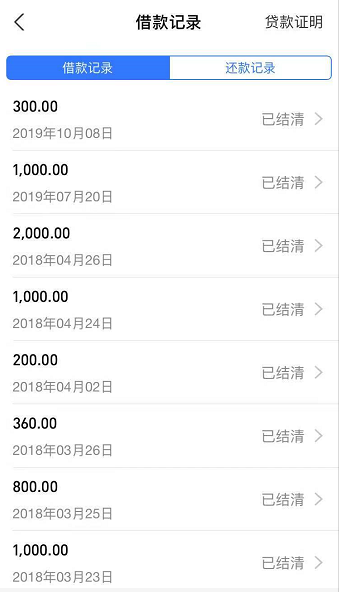 借款记录
贷款证明
借款记录
还款记录
300.00
2019年10月08日
已结清
1,000.00
2019年07月20日
已结清
2,000.00
2018年04月26日
已结清
1,000.00
2018年04月24日
已结清
200.00
2018年04月02日
已结清
360.00
2018年03月26日
已结清
800.00
2018年03月25日
已结清
1,000.00
2018年03月23日
已结清